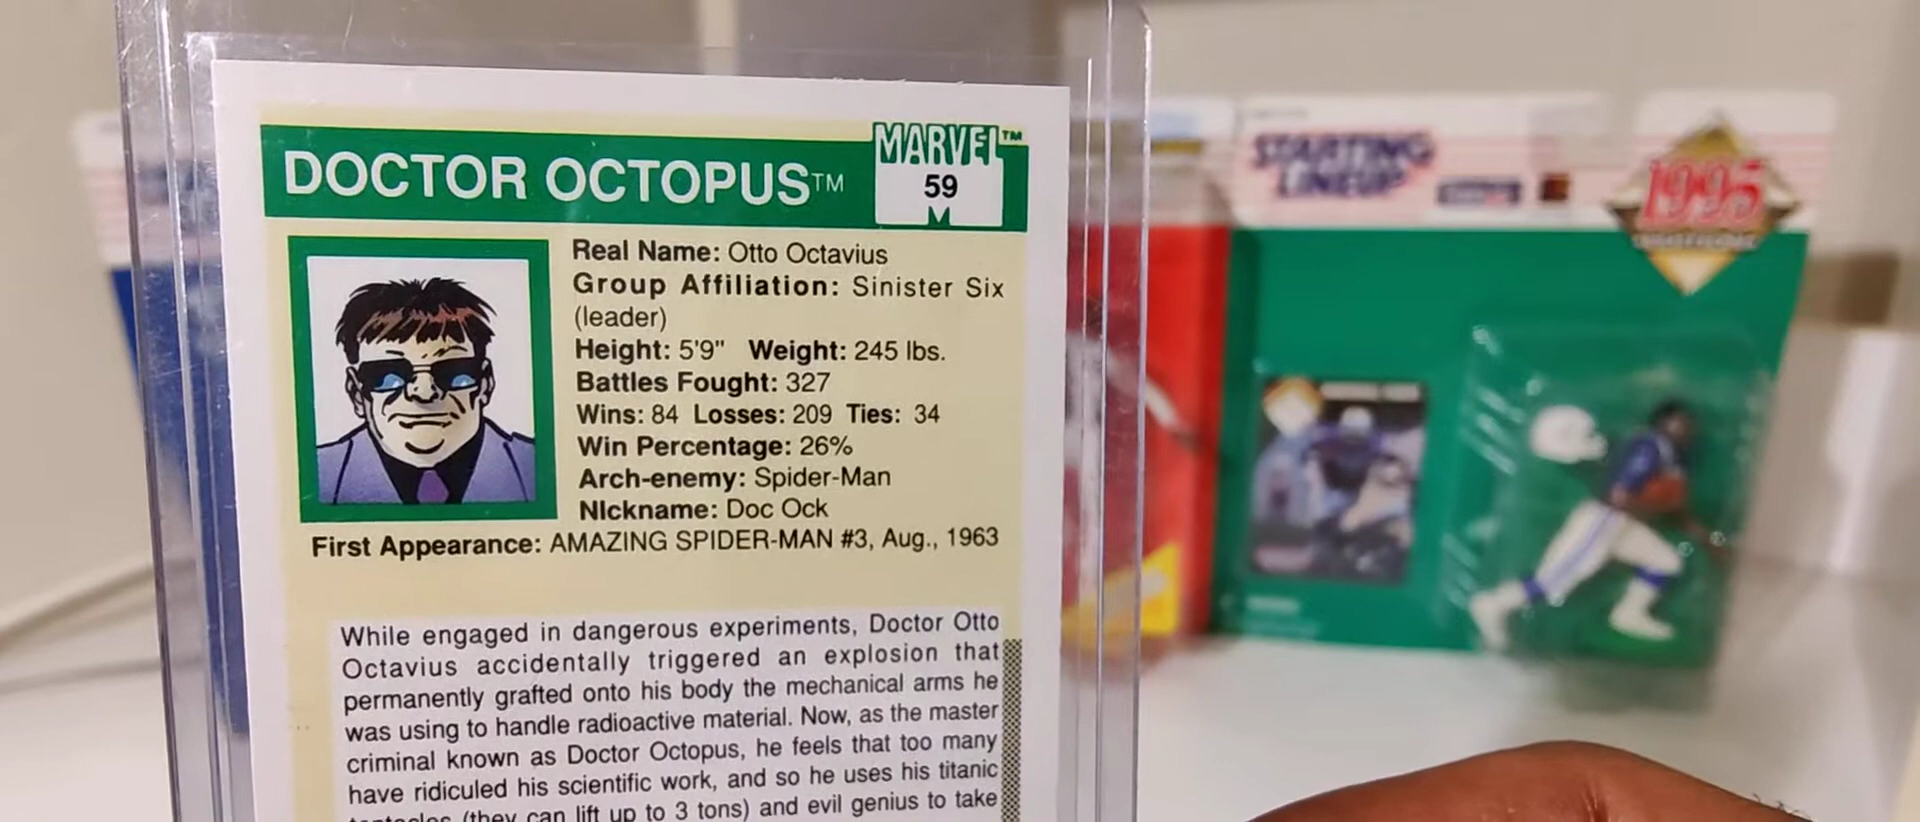 DOCTOR OCTOPUS™
MARVEL™
59
Real Name: Otto Octavius
Group Affiliation: Sinister Six
(leader)
Height: 5'9" Weight: 245 lbs.
Battles Fought: 327
Wins: 84 Losses: 209 Ties: 34
Win Percentage: 26%
Arch-enemy: Spider-Man
NIckname: Doc Ock
First Appearance: AMAZING SPIDER-MAN #3, Aug., 1963
While engaged in dangerous experiments, Doctor Otto
Octavius accidentally triggered an explosion that
permanently grafted onto his body the mechanical arms he
was using to handle radioactive material. Now, as the master
criminal known as Doctor Octopus, he feels that too many
have ridiculed his scientific work, and so he uses his titanic
tentacles (they can lift up to 3 tons) and evil genius to take
STARTING
LINEUP
1995